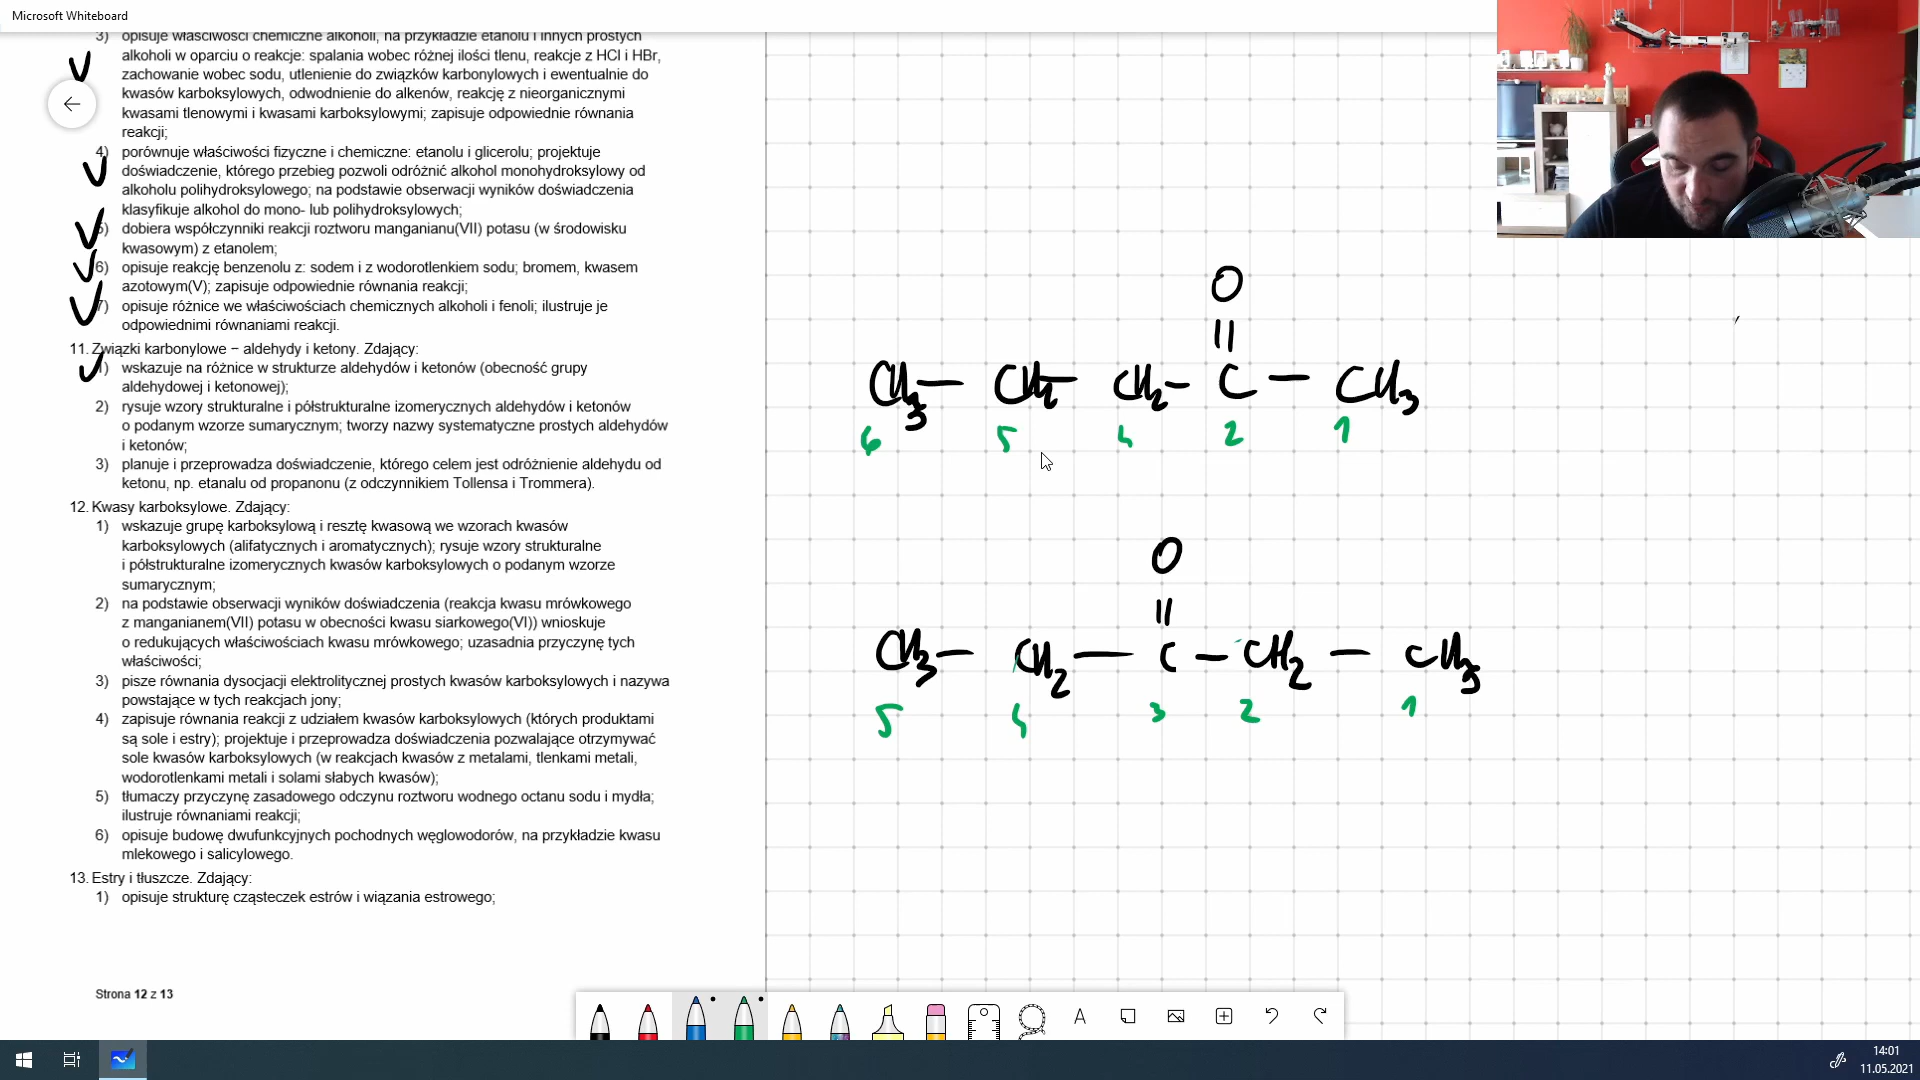 Microsoft Whiteboard
3) opisuje właściwości chemiczne alkoholi, na przykładzie etanolu i innych prostych
alkoholi w oparciu o reakcje: spalania wobec różnej ilości tlenu, reakcje z HCl i HBr,
zachowanie wobec sodu, utlenienie do związków karbonylowych i ewentualnie do
kwasów karboksylowych, odwodnienie do alkenów, reakcję z nieorganicznymi
kwasami tlenowymi i kwasami karboksylowymi; zapisuje odpowiednie równania
reakcji;
4) porównuje właściwości fizyczne i chemiczne: etanolu i glicerolu; projektuje
doświadczenie, którego przebieg pozwoli odróżnić alkohol monohydroksylowy od
alkoholu polihydroksylowego; na podstawie obserwacji wyników doświadczenia
klasyfikuje alkohol do mono- lub polihydroksylowych;
5) dobiera współczynniki reakcji roztworu manganianu(VII) potasu (w środowisku
kwasowym) z etanolem;
6) opisuje reakcję benzenolu z: sodem i z wodorotlenkiem sodu; bromem, kwasem
azotowym(V); zapisuje odpowiednie równania reakcji;
7) opisuje różnice we właściwościach chemicznych alkoholi i fenoli; ilustruje je
odpowiednimi równaniami reakcji.
11. Związki karbonylowe − aldehydy i ketony. Zdający:
1) wskazuje na różnice w strukturze aldehydów i ketonów (obecność grupy
aldehydowej i ketonowej);
2) rysuje wzory strukturalne i półstrukturalne izomerycznych aldehydów i ketonów
o podanym wzorze sumarycznym; tworzy nazwy systematyczne prostych aldehydów
i ketonów;
3) planuje i przeprowadza doświadczenie, którego celem jest odróżnienie aldehydu od
ketonu, np. etanalu od propanonu (z odczynnikiem Tollensa i Trommera).
12. Kwasy karboksylowe. Zdający:
1) wskazuje grupę karboksylową i resztę kwasową we wzorach kwasów
karboksylowych (alifatycznych i aromatycznych); rysuje wzory strukturalne
i półstrukturalne izomerycznych kwasów karboksylowych o podanym wzorze
sumarycznym;
2) na podstawie obserwacji wyników doświadczenia (reakcja kwasu mrówkowego
z manganianem(VII) potasu w obecności kwasu siarkowego(VI)) wnioskuje
o redukujących właściwościach kwasu mrówkowego; uzasadnia przyczynę tych
właściwości;
3) pisze równania dysocjacji elektrolitycznej prostych kwasów karboksylowych i nazywa
powstające w tych reakcjach jony;
4) zapisuje równania reakcji z udziałem kwasów karboksylowych (których produktami
są sole i estry); projektuje i przeprowadza doświadczenia pozwalające otrzymywać
sole kwasów karboksylowych (w reakcjach kwasów z metalami, tlenkami metali,
wodorotlenkami metali i solami słabych kwasów);
5) tłumaczy przyczynę zasadowego odczynu roztworu wodnego octanu sodu i mydła;
ilustruje równaniami reakcji;
6) opisuje budowę dwufunkcyjnych pochodnych węglowodorów, na przykładzie kwasu
mlekowego i salicylowego.
13. Estry i tłuszcze. Zdający:
1) opisuje strukturę cząsteczek estrów i wiązania estrowego;
Strona 12 z 13
O
||
CH3 — CH2 — CH2 — C — CH3
6 5 4 2 1
O
||
CH3 — CH2 — C — CH2 — CH3
5 4 3 2 1
A
14:01
11.05.2021